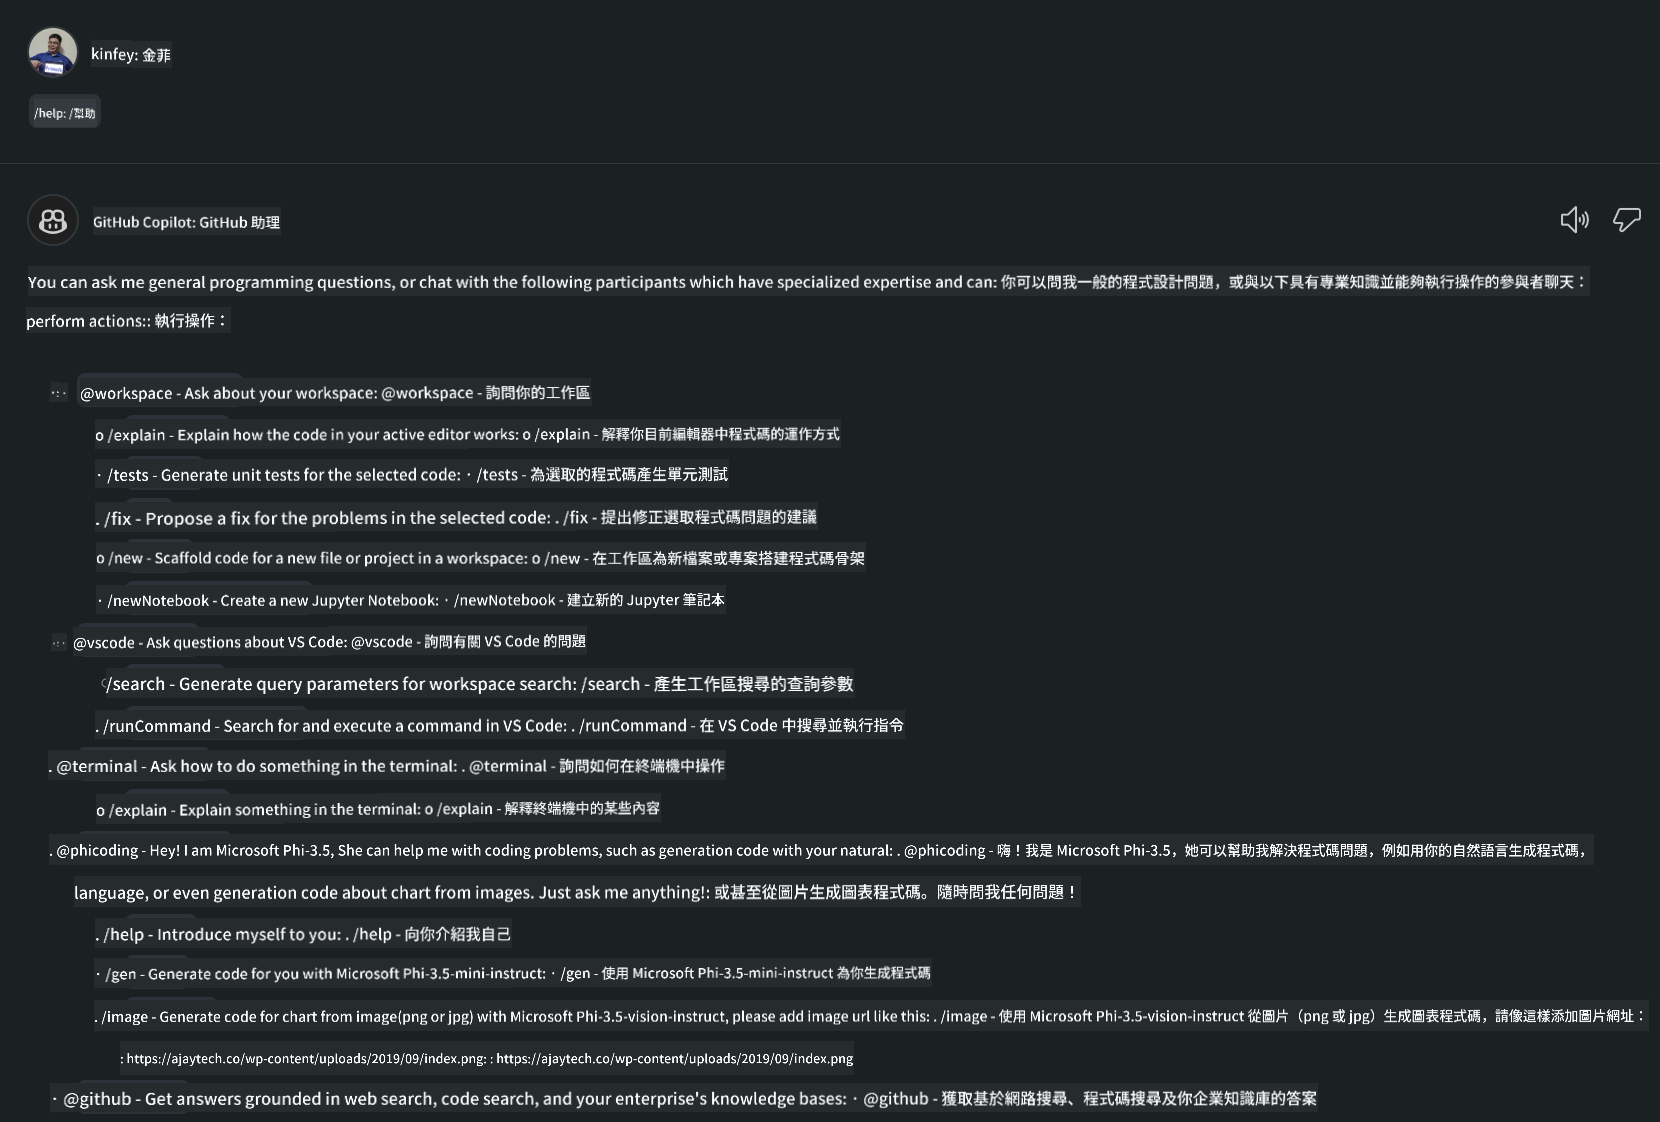 kinfey: 金菲
/help: /幫助
GitHub Copilot: GitHub 助理
You can ask me general programming questions, or chat with the following participants which have specialized expertise and can: 你可以問我一般的程式設計問題，或與以下具有專業知識並能夠執行操作的參與者聊天：
perform actions:: 執行操作：
@workspace - Ask about your workspace: @workspace - 詢問你的工作區
o /explain - Explain how the code in your active editor works: o /explain - 解釋你目前編輯器中程式碼的運作方式
· /tests - Generate unit tests for the selected code: · /tests - 為選取的程式碼產生單元測試
. /fix - Propose a fix for the problems in the selected code: . /fix - 提出修正選取程式碼問題的建議
o /new - Scaffold code for a new file or project in a workspace: o /new - 在工作區為新檔案或專案搭建程式碼骨架
· /newNotebook - Create a new Jupyter Notebook: · /newNotebook - 建立新的 Jupyter 筆記本
@vscode - Ask questions about VS Code: @vscode - 詢問有關 VS Code 的問題
/search - Generate query parameters for workspace search: /search - 產生工作區搜尋的查詢參數
. /runCommand - Search for and execute a command in VS Code: . /runCommand - 在 VS Code 中搜尋並執行指令
. @terminal - Ask how to do something in the terminal: . @terminal - 詢問如何在終端機中操作
o /explain - Explain something in the terminal: o /explain - 解釋終端機中的某些內容
. @phicoding - Hey! I am Microsoft Phi-3.5, She can help me with coding problems, such as generation code with your natural: . @phicoding - 嗨！我是 Microsoft Phi-3.5，她可以幫助我解決程式碼問題，例如用你的自然語言生成程式碼，
language, or even generation code about chart from images. Just ask me anything!: 或甚至從圖片生成圖表程式碼。隨時問我任何問題！
. /help - Introduce myself to you: . /help - 向你介紹我自己
· /gen - Generate code for you with Microsoft Phi-3.5-mini-instruct: · /gen - 使用 Microsoft Phi-3.5-mini-instruct 為你生成程式碼
. /image - Generate code for chart from image(png or jpg) with Microsoft Phi-3.5-vision-instruct, please add image url like this: . /image - 使用 Microsoft Phi-3.5-vision-instruct 從圖片（png 或 jpg）生成圖表程式碼，請像這樣添加圖片網址：
: https://ajaytech.co/wp-content/uploads/2019/09/index.png: : https://ajaytech.co/wp-content/uploads/2019/09/index.png
· @github - Get answers grounded in web search, code search, and your enterprise's knowledge bases: · @github - 獲取基於網路搜尋、程式碼搜尋及你企業知識庫的答案